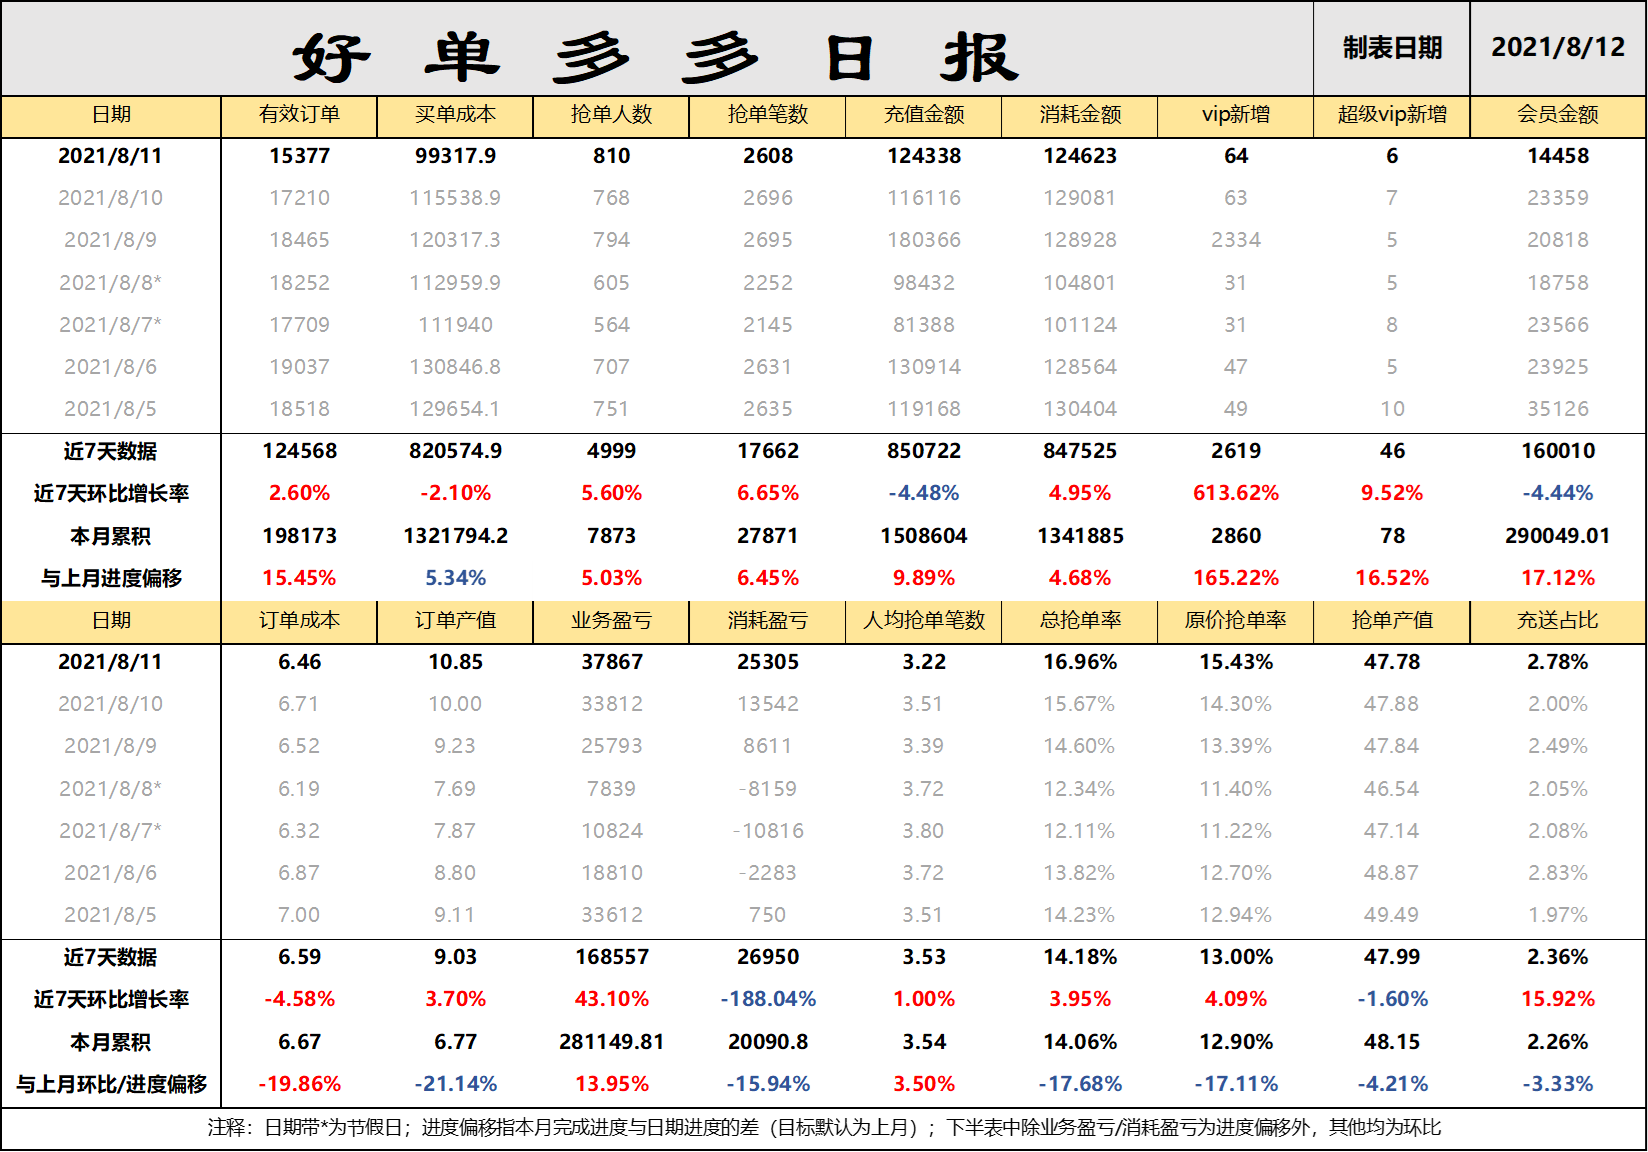 好单多多日报 制表日期 2021/8/12
日期 有效订单 买单成本 抢单人数 抢单笔数 充值金额 消耗金额 vip新增 超级vip新增 会员金额
2021/8/11 15377 99317.9 810 2608 124338 124623 64 6 14458
2021/8/10 17210 115538.9 768 2696 116116 129081 63 7 23359
2021/8/9 18465 120317.3 794 2695 180366 128928 2334 5 20818
2021/8/8* 18252 112959.9 605 2252 98432 104801 31 5 18758
2021/8/7* 17709 111940 564 2145 81388 101124 31 8 23566
2021/8/6 19037 130846.8 707 2631 130914 128564 47 5 23925
2021/8/5 18518 129654.1 751 2635 119168 130404 49 10 35126
近7天数据 124568 820574.9 4999 17662 850722 847525 2619 46 160010
近7天环比增长率 2.60% -2.10% 5.60% 6.65% -4.48% 4.95% 613.62% 9.52% -4.44%
本月累积 198173 1321794.2 7873 27871 1508604 1341885 2860 78 290049.01
与上月进度偏移 15.45% 5.34% 5.03% 6.45% 9.89% 4.68% 165.22% 16.52% 17.12%
日期 订单成本 订单产值 业务盈亏 消耗盈亏 人均抢单笔数 总抢单率 原价抢单率 抢单产值 充送占比
2021/8/11 6.46 10.85 37867 25305 3.22 16.96% 15.43% 47.78 2.78%
2021/8/10 6.71 10.00 33812 13542 3.51 15.67% 14.30% 47.88 2.00%
2021/8/9 6.52 9.23 25793 8611 3.39 14.60% 13.39% 47.84 2.49%
2021/8/8* 6.19 7.69 7839 -8159 3.72 12.34% 11.40% 46.54 2.05%
2021/8/7* 6.32 7.87 10824 -10816 3.80 12.11% 11.22% 47.14 2.08%
2021/8/6 6.87 8.80 18810 -2283 3.72 13.82% 12.70% 48.87 2.83%
2021/8/5 7.00 9.11 33612 750 3.51 14.23% 12.94% 49.49 1.97%
近7天数据 6.59 9.03 168557 26950 3.53 14.18% 13.00% 47.99 2.36%
近7天环比增长率 -4.58% 3.70% 43.10% -188.04% 1.00% 3.95% 4.09% -1.60% 15.92%
本月累积 6.67 6.77 281149.81 20090.8 3.54 14.06% 12.90% 48.15 2.26%
与上月环比/进度偏移 -19.86% -21.14% 13.95% -15.94% 3.50% -17.68% -17.11% -4.21% -3.33%
注释：日期带*为节假日；进度偏移指本月完成进度与日期进度的差（目标默认为上月）；下半表中除业务盈亏/消耗盈亏为进度偏移外，其他均为环比